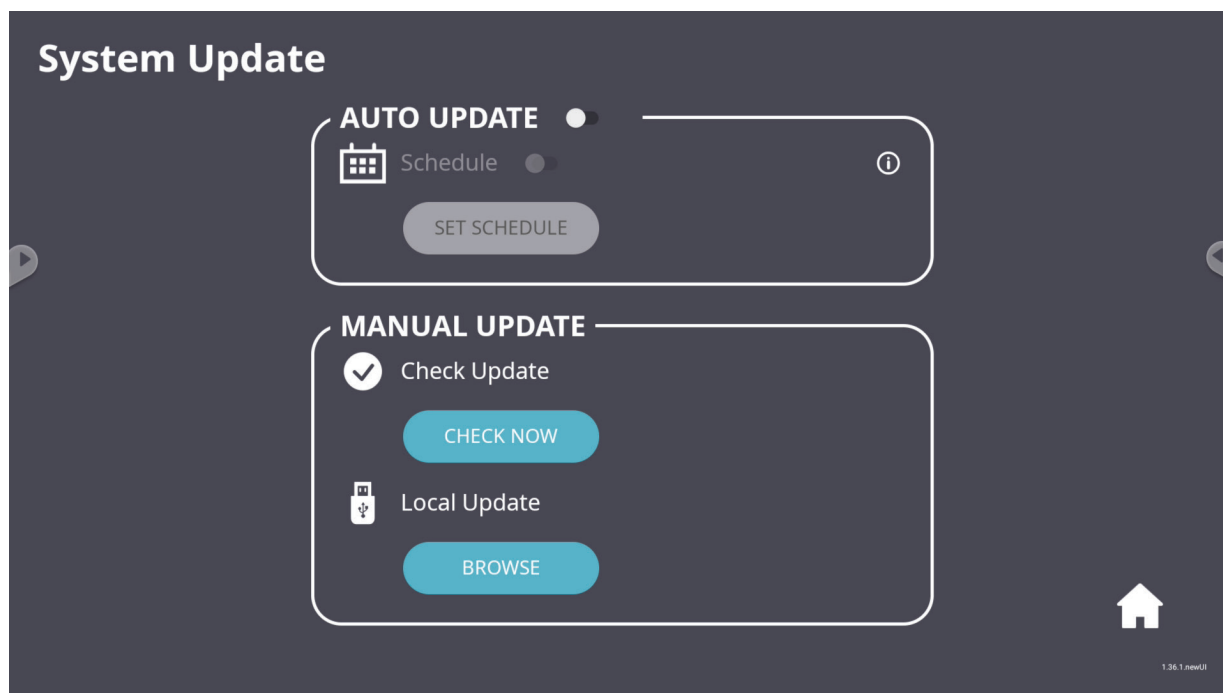 System Update
AUTO UPDATE
Schedule
SET SCHEDULE
MANUAL UPDATE
Check Update
CHECK NOW
Local Update
BROWSE
1.36.1.newUI